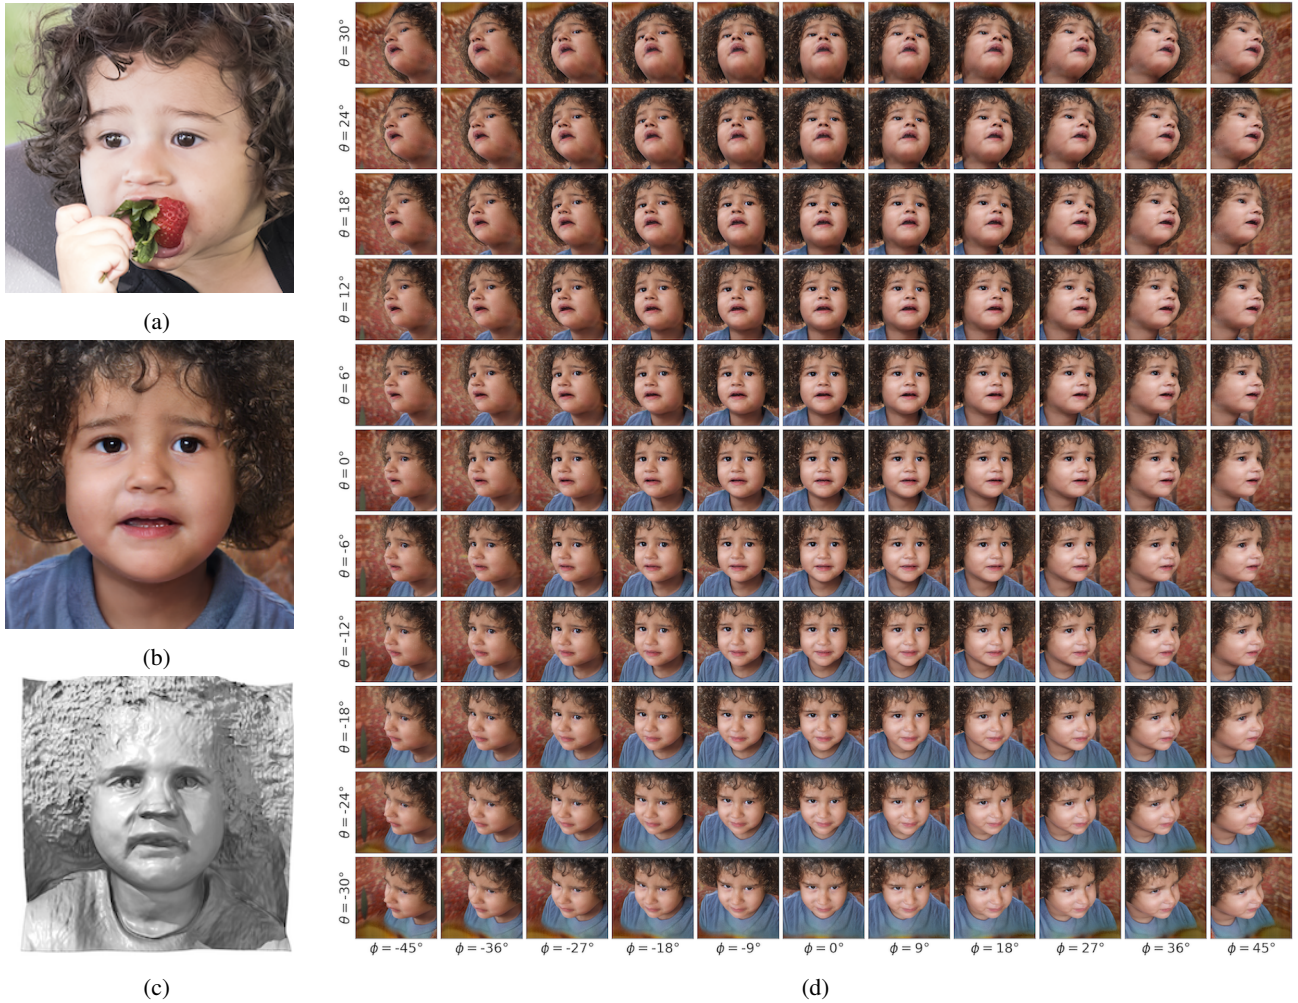 (a)
(b)
(c)
θ = 30°
θ = 24°
θ = 18°
θ = 12°
θ = 6°
θ = 0°
θ = -6°
θ = -12°
θ = -18°
θ = -24°
θ = -30°
ϕ = -45° ϕ = -36° ϕ = -27° ϕ = -18° ϕ = -9° ϕ = 0° ϕ = 9° ϕ = 18° ϕ = 27° ϕ = 36° ϕ = 45°
(d)